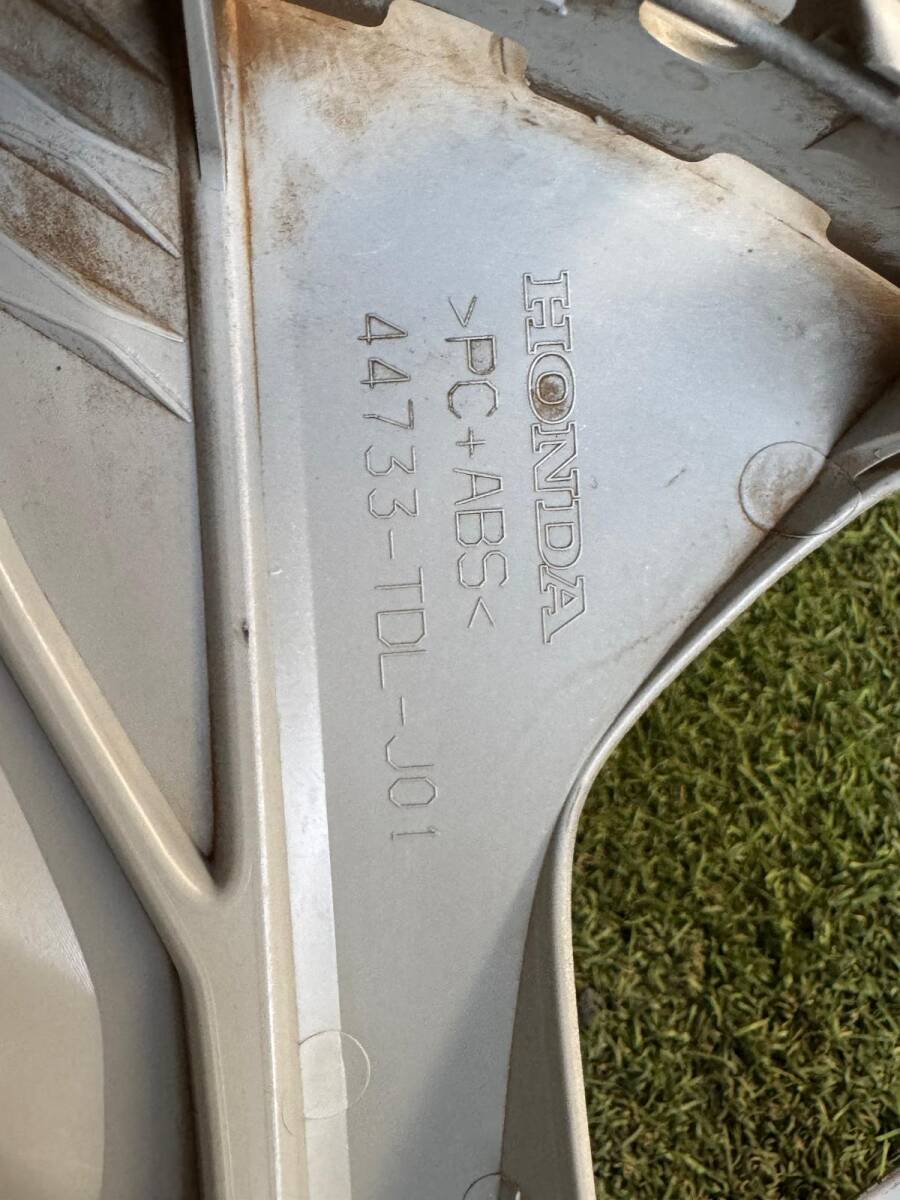 HONDA
>PC+ABS<
44733-TDL-J01